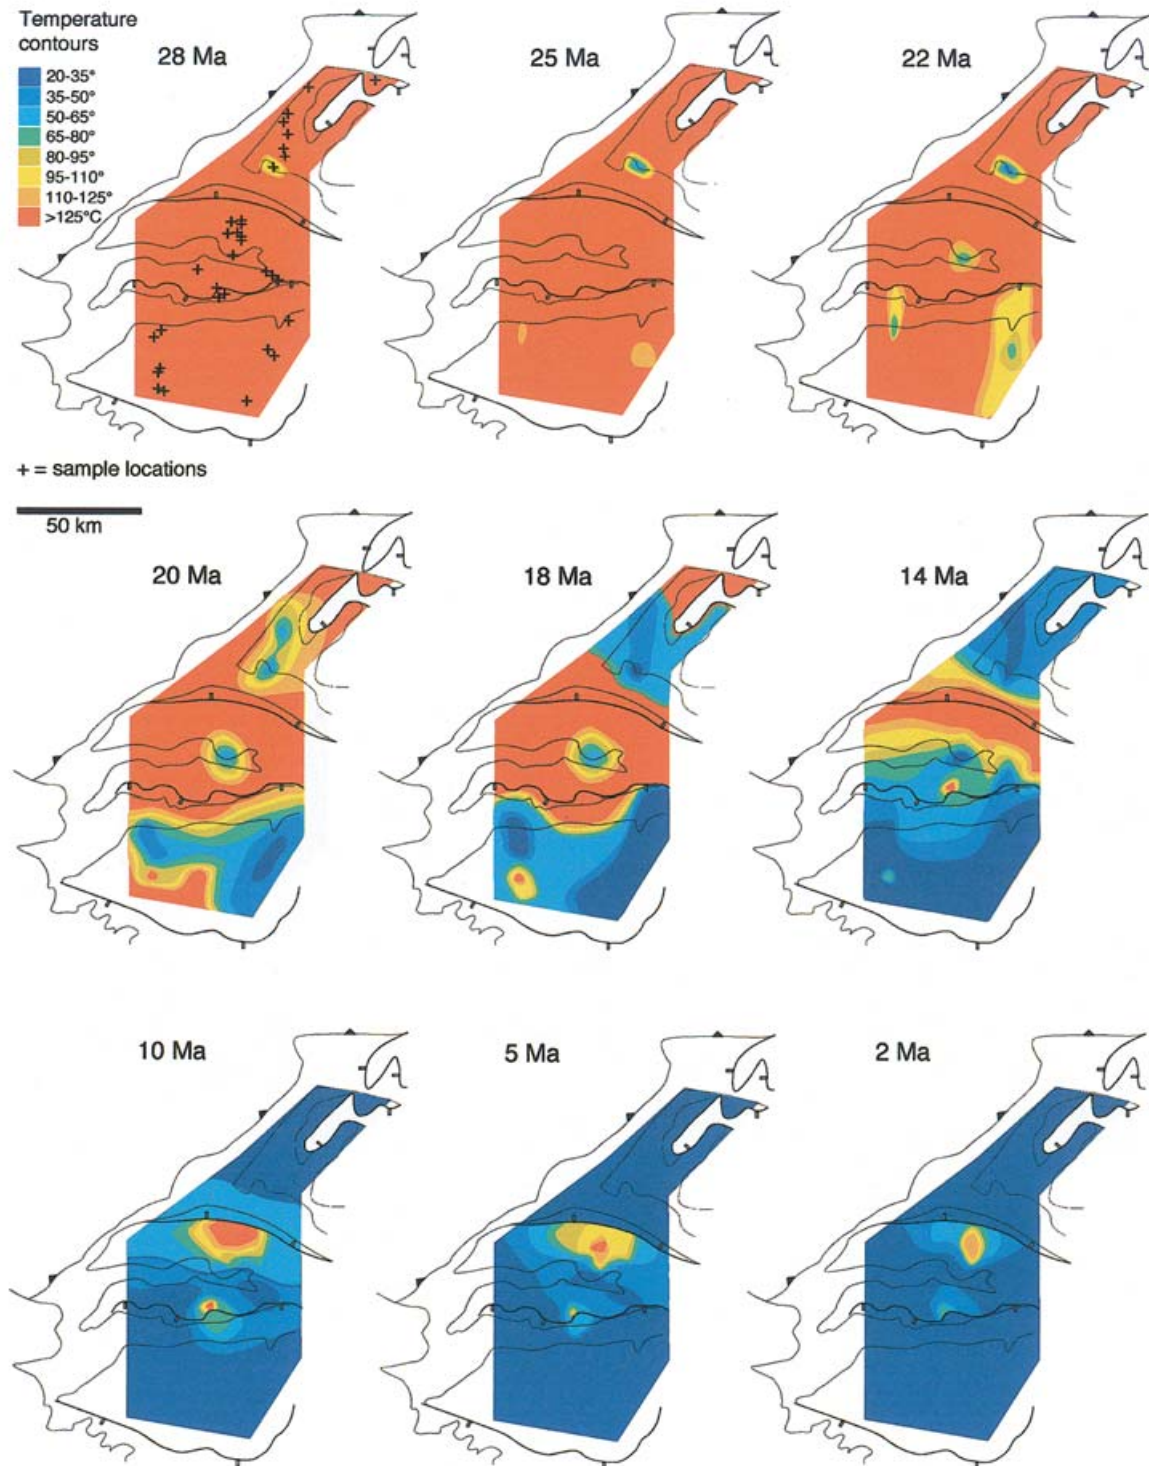 Temperature
contours
20-35°
35-50°
50-65°
65-80°
80-95°
95-110°
110-125°
>125°C
28 Ma
25 Ma
22 Ma
+ = sample locations
50 km
20 Ma
18 Ma
14 Ma
10 Ma
5 Ma
2 Ma